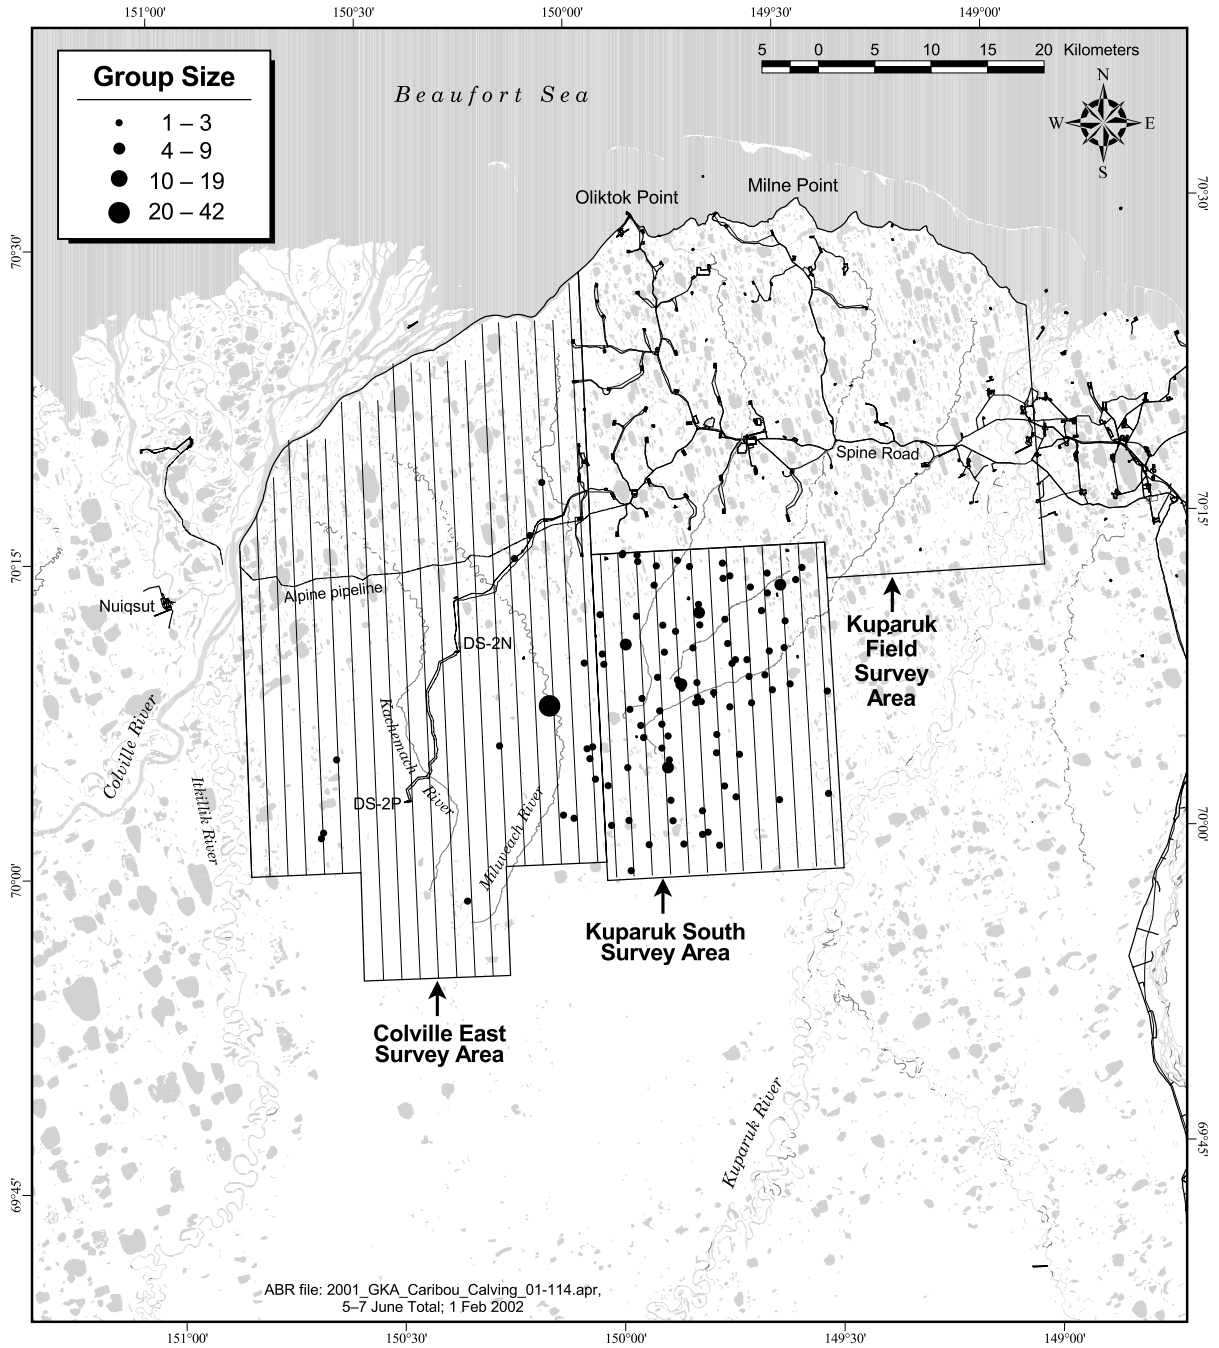 151°00'
150°30'
150°00'
149°30'
149°00'
Group Size
1 – 3
4 – 9
10 – 19
20 – 42
5 0 5 10 15 20 Kilometers
N
W E
S
Beaufort Sea
Oliktok Point
Milne Point
70°30'
70°30'
Spine Road
70°15'
70°15'
Alpine pipeline
Nuiqsut
DS-2N
Kuparuk
Field
Survey
Area
Colville River
Itkillik River
Kachemach River
DS-2P
Miluveach River
70°00'
70°00'
Kuparuk South
Survey Area
Colville East
Survey Area
Kuparuk River
69°45'
69°45'
ABR file: 2001_GKA_Caribou_Calving_01-114.apr,
5–7 June Total; 1 Feb 2002
151°00'
150°30'
150°00'
149°30'
149°00'